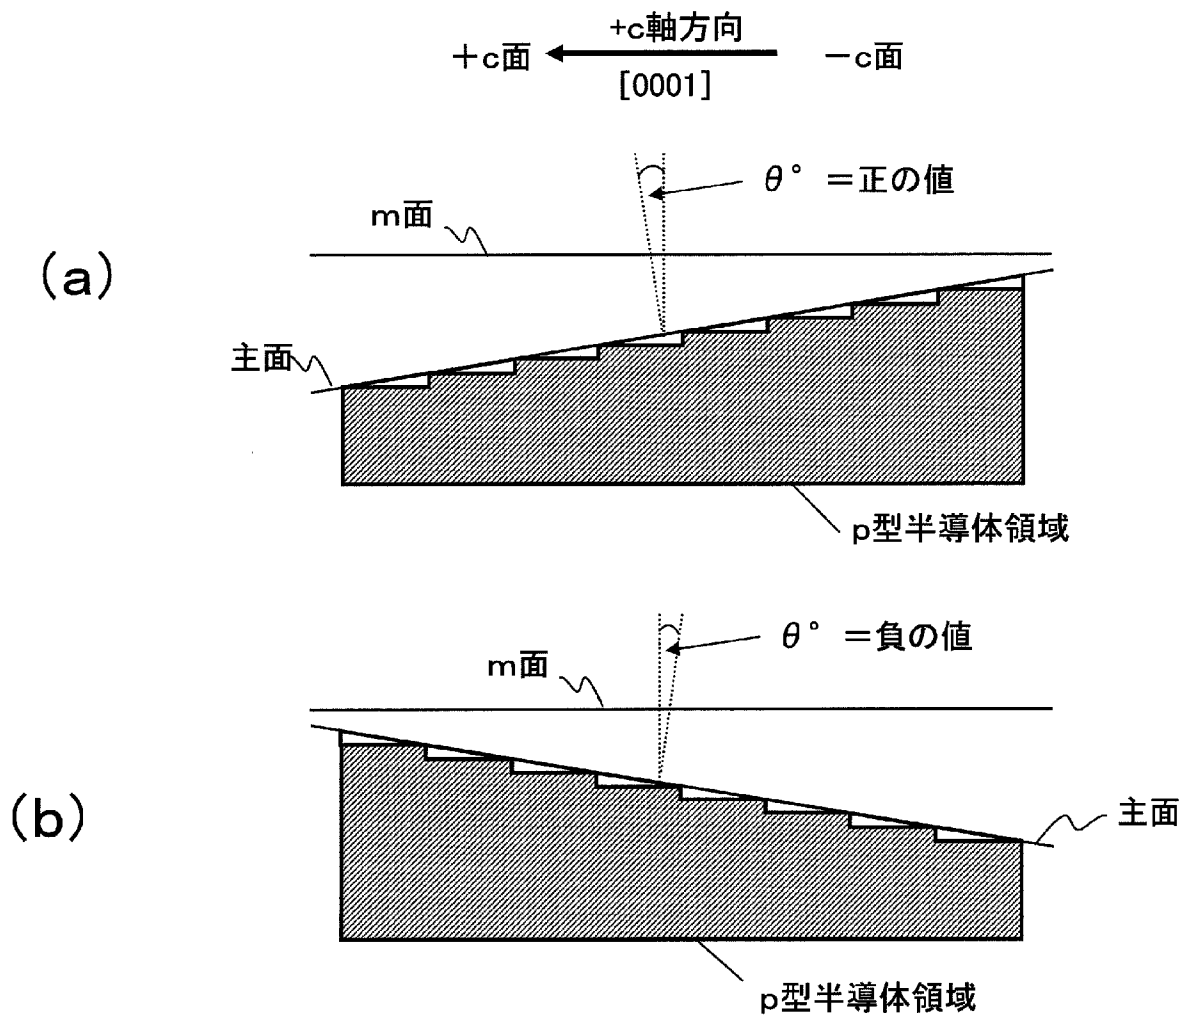 +c軸方向
＋c面
－c面
[0001]
θ°＝正の値
m面
(a)
主面
p型半導体領域
θ°＝負の値
m面
(b)
主面
p型半導体領域